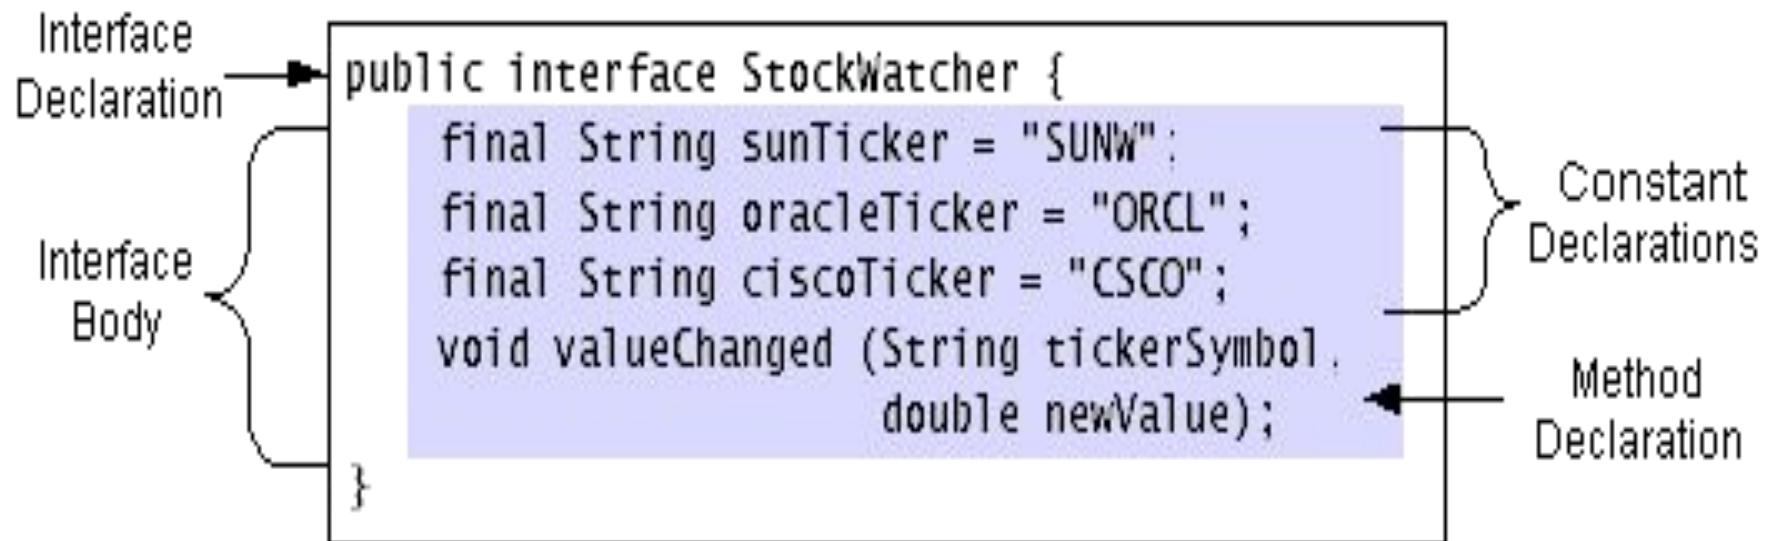 Interface
Declaration
public interface StockWatcher {
final String sunTicker = "SUNW";
final String oracleTicker = "ORCL";
final String ciscoTicker = "CSCO";
void valueChanged (String tickerSymbol,
double newValue);
}
Interface
Body
Constant
Declarations
Method
Declaration